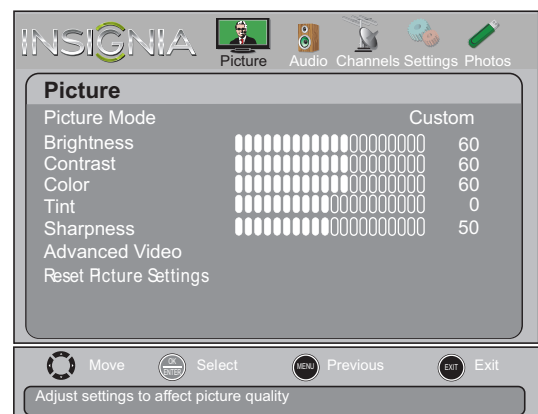 INSIGNIA
Picture Audio Channels Settings Photos
Picture
Picture Mode Custom
Brightness 60
Contrast 60
Color 60
Tint 0
Sharpness 50
Advanced Video
Reset Picture Settings
Move OK ENTER Select MENU Previous EXIT Exit
Adjust settings to affect picture quality